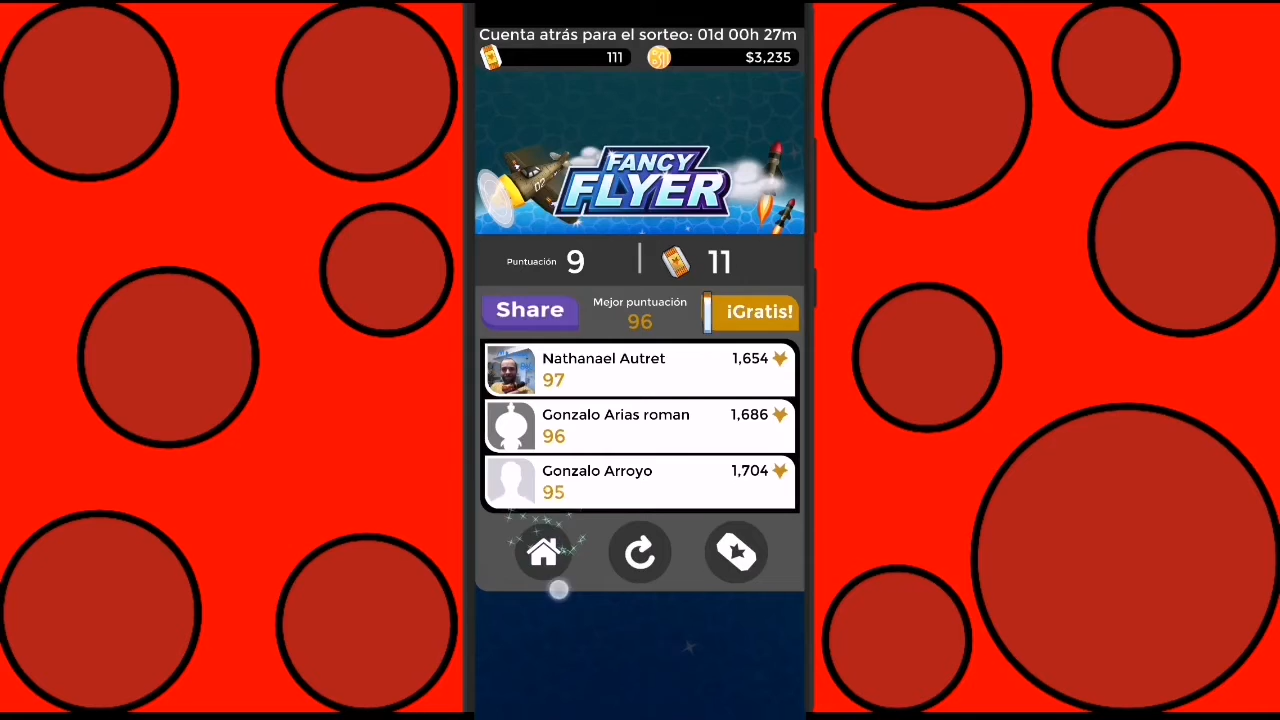 Cuenta atrás para el sorteo: 01d 00h 27m
111
$3,235
02
FANCY
FLYER
Puntuación 9
11
Share
Mejor puntuación
96
¡Gratis!
Nathanael Autret 1,654
97
Gonzalo Arias roman 1,686
96
Gonzalo Arroyo 1,704
95